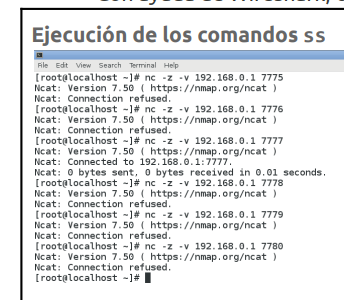 Ejecución de los comandos ss
File Edit View Search Terminal Help
[root@localhost ~]# nc -z -v 192.168.0.1 7775
Ncat: Version 7.50 ( https://nmap.org/ncat )
Ncat: Connection refused.
[root@localhost ~]# nc -z -v 192.168.0.1 7776
Ncat: Version 7.50 ( https://nmap.org/ncat )
Ncat: Connection refused.
[root@localhost ~]# nc -z -v 192.168.0.1 7777
Ncat: Version 7.50 ( https://nmap.org/ncat )
Ncat: Connected to 192.168.0.1:7777.
Ncat: 0 bytes sent, 0 bytes received in 0.01 seconds.
[root@localhost ~]# nc -z -v 192.168.0.1 7778
Ncat: Version 7.50 ( https://nmap.org/ncat )
Ncat: Connection refused.
[root@localhost ~]# nc -z -v 192.168.0.1 7779
Ncat: Version 7.50 ( https://nmap.org/ncat )
Ncat: Connection refused.
[root@localhost ~]# nc -z -v 192.168.0.1 7780
Ncat: Version 7.50 ( https://nmap.org/ncat )
Ncat: Connection refused.
[root@localhost ~]#